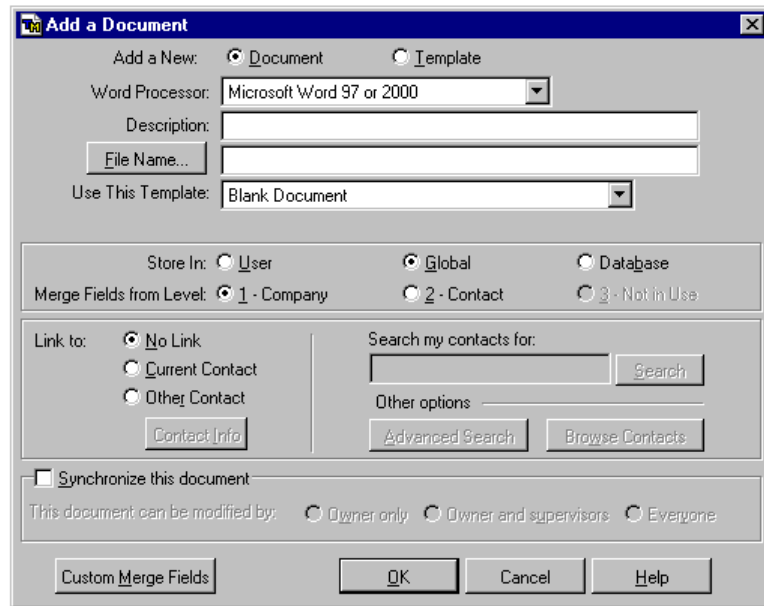 Add a Document
Add a New: Document Template
Word Processor: Microsoft Word 97 or 2000
Description:
File Name...
Use This Template: Blank Document
Store In: User Global Database
Merge Fields from Level: 1 - Company 2 - Contact 3 - Not in Use
Link to: No Link Search my contacts for:
Current Contact Search
Other Contact Other options
Contact Info Advanced Search Browse Contacts
Synchronize this document
This document can be modified by: Owner only Owner and supervisors Everyone
Custom Merge Fields OK Cancel Help